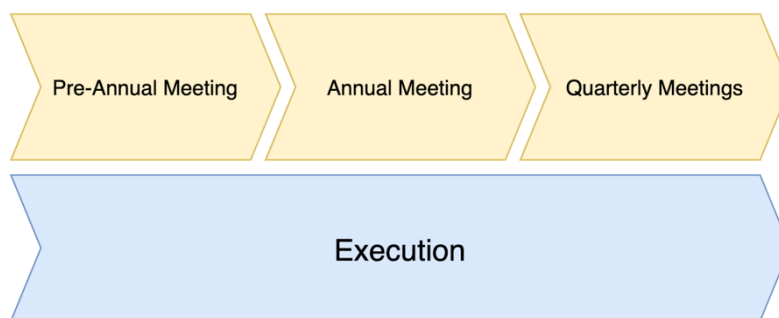 Pre-Annual Meeting
Annual Meeting
Quarterly Meetings
Execution